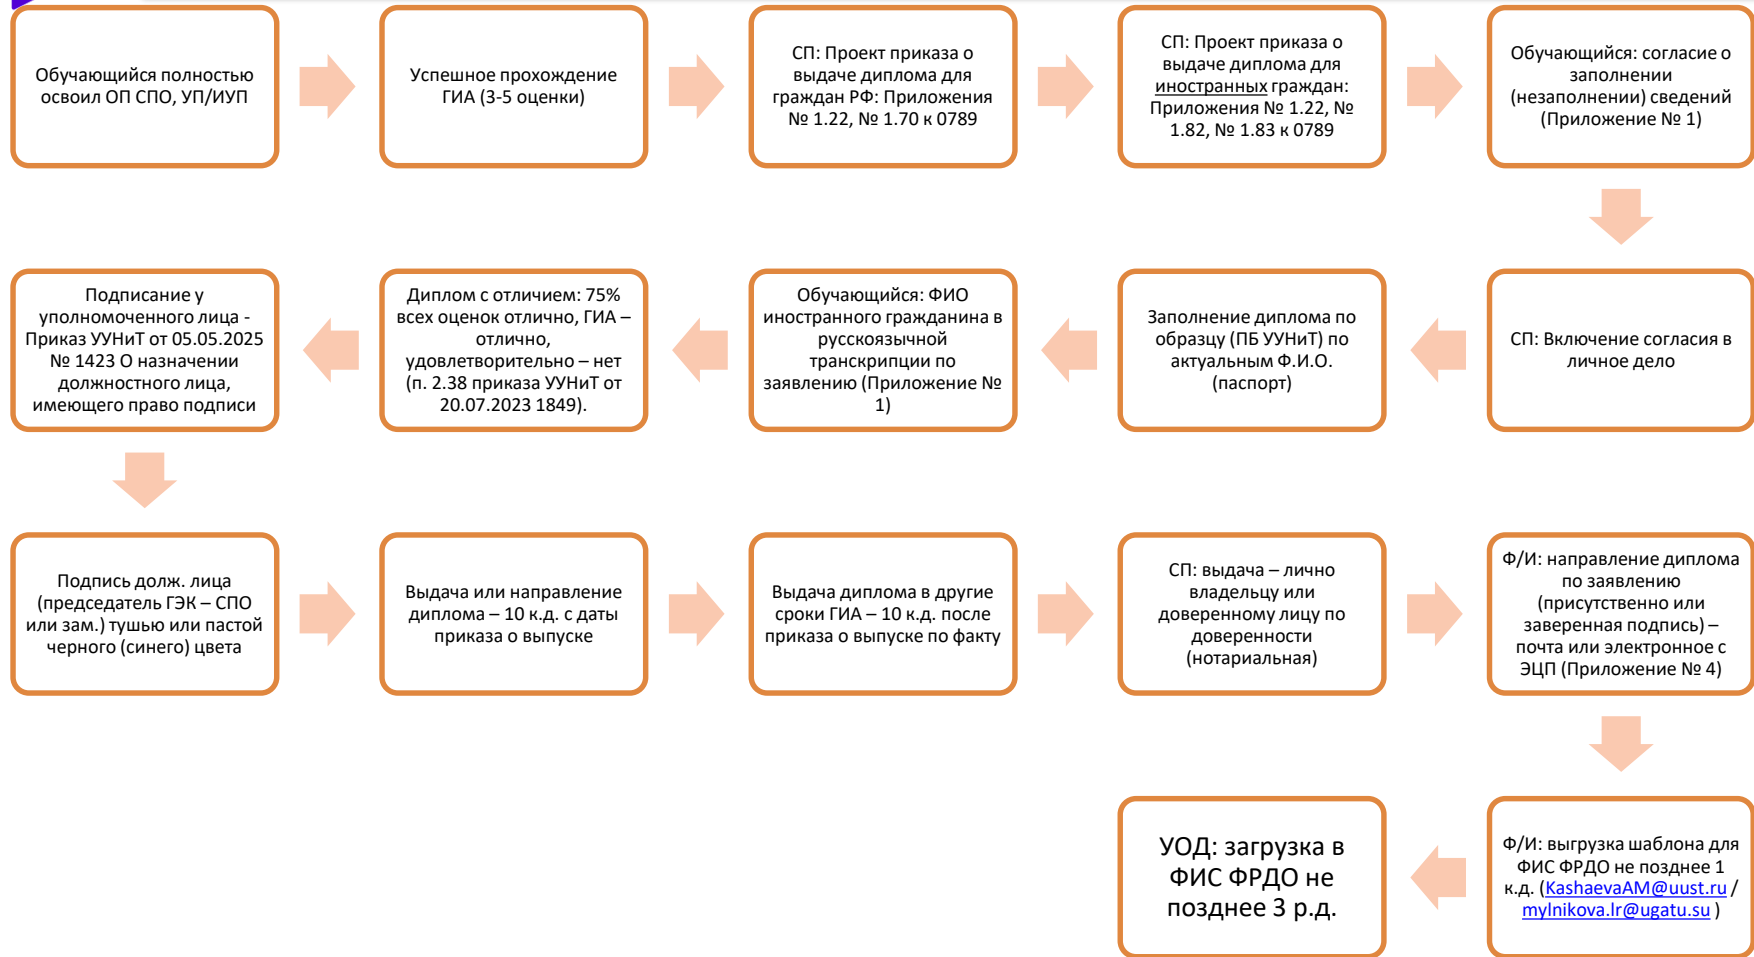 Обучающийся полностью
освоил ОП СПО, УП/ИУП
Успешное прохождение
ГИА (3-5 оценки)
СП: Проект приказа о
выдаче диплома для
граждан РФ: Приложения
№ 1.22, № 1.70 к 0789
СП: Проект приказа о
выдаче диплома для
иностранных граждан:
Приложения № 1.22, №
1.82, № 1.83 к 0789
Обучающийся: согласие о
заполнении
(незаполнении) сведений
(Приложение № 1)
СП: Включение согласия в
личное дело
Заполнение диплома по
образцу (ПБ УУНиТ) по
актуальным Ф.И.О.
(паспорт)
Обучающийся: ФИО
иностранного гражданина в
русскоязычной
транскрипции по
заявлению (Приложение №
1)
Диплом с отличием: 75%
всех оценок отлично, ГИА –
отлично,
удовлетворительно – нет
(п. 2.38 приказа УУНиТ от
20.07.2023 1849).
Подписание у
уполномоченного лица -
Приказ УУНиТ от 05.05.2025
№ 1423 О назначении
должностного лица,
имеющего право подписи
Подпись долж. лица
(председатель ГЭК – СПО
или зам.) тушью или пастой
черного (синего) цвета
Выдача или направление
диплома – 10 к.д. с даты
приказа о выпуске
Выдача диплома в другие
сроки ГИА – 10 к.д. после
приказа о выпуске по факту
СП: выдача – лично
владельцу или
доверенному лицу по
доверенности
(нотариальная)
Ф/И: направление диплома
по заявлению
(присутственно или
заверенная подпись) –
почта или электронное с
ЭЦП (Приложение № 4)
Ф/И: выгрузка шаблона для
ФИС ФРДО не позднее 1
к.д. (KashaevaAM@uust.ru /
mylnikova.lr@ugatu.su )
УОД: загрузка в
ФИС ФРДО не
позднее 3 р.д.